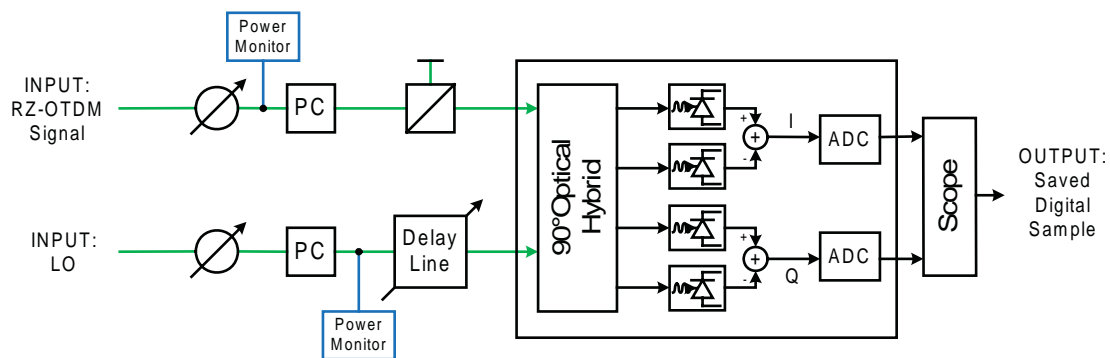 Power
Monitor
INPUT:
RZ-OTDM
Signal
PC
90°Optical
Hybrid
+
-
+
I
ADC
+
-
+
Q
ADC
Scope
OUTPUT:
Saved
Digital
Sample
INPUT:
LO
PC
Delay
Line
Power
Monitor